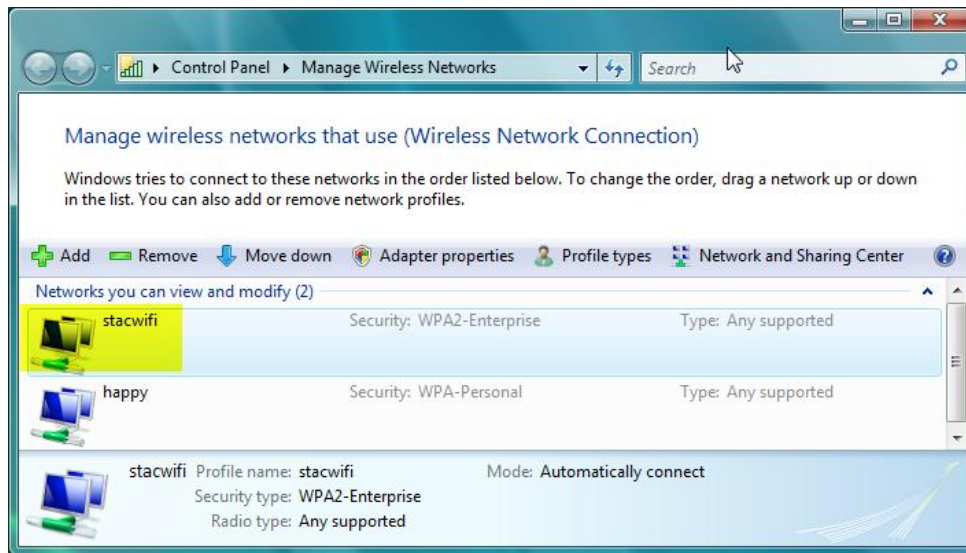 Control Panel Manage Wireless Networks Search
Manage wireless networks that use (Wireless Network Connection)
Windows tries to connect to these networks in the order listed below. To change the order, drag a network up or down
in the list. You can also add or remove network profiles.
Add Remove Move down Adapter properties Profile types Network and Sharing Center
Networks you can view and modify (2)
stacwifi Security: WPA2-Enterprise Type: Any supported
happy Security: WPA-Personal Type: Any supported
stacwifi Profile name: stacwifi Mode: Automatically connect
Security type: WPA2-Enterprise
Radio type: Any supported